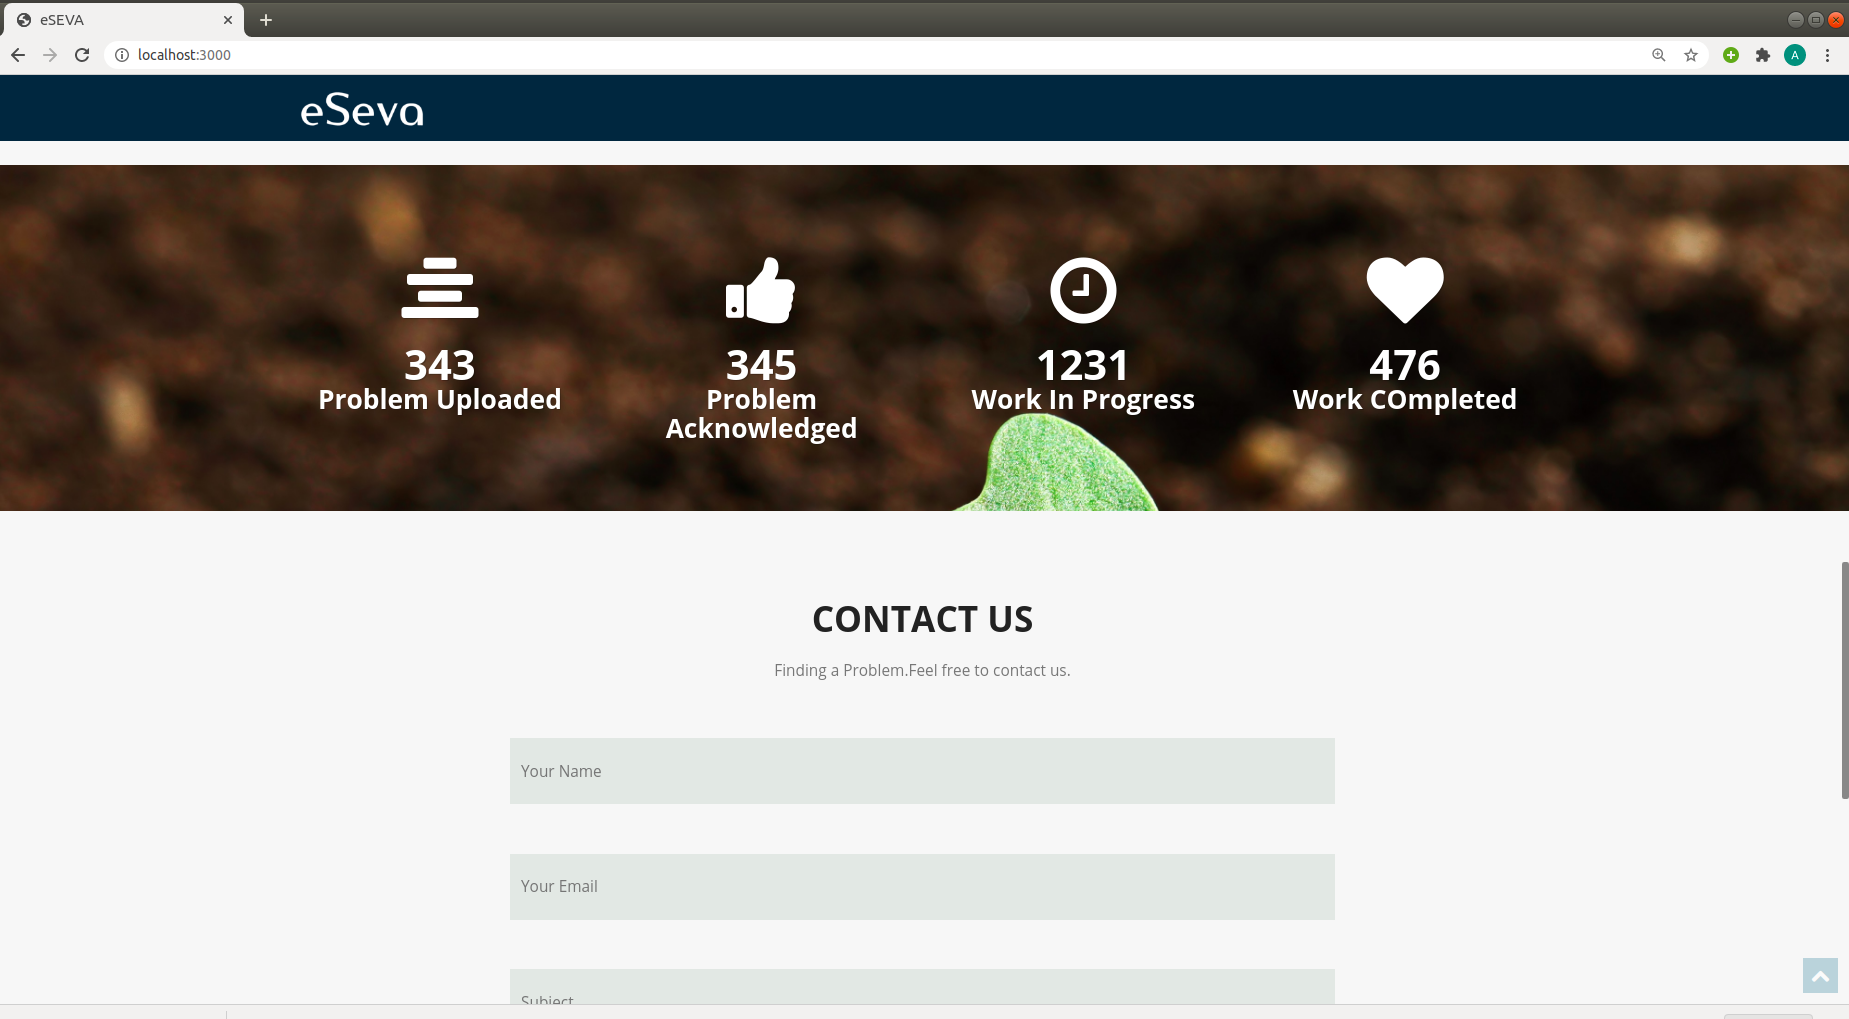 eSEVA
localhost:3000
A
eSeva
343
Problem Uploaded
345
Problem
Acknowledged
1231
Work In Progress
476
Work COmpleted
CONTACT US
Finding a Problem.Feel free to contact us.
Your Name
Your Email
Subject